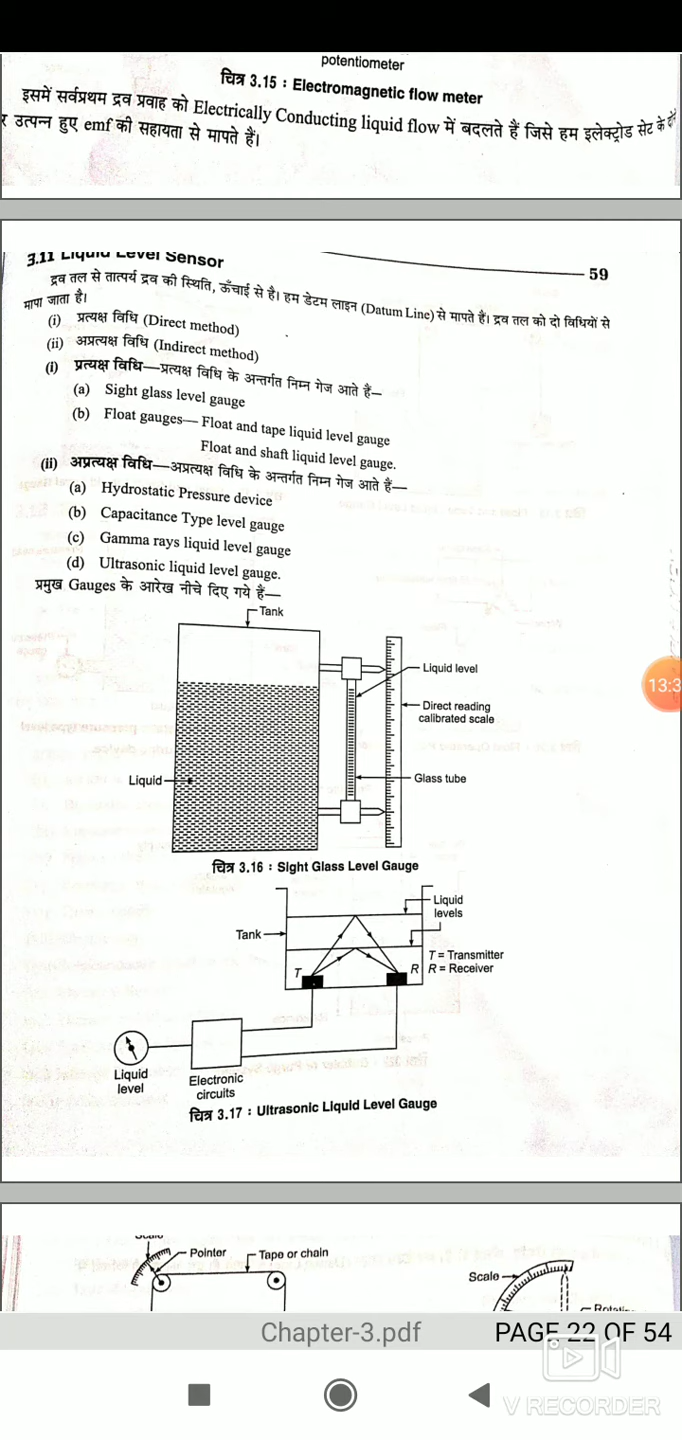 potentiometer
चित्र 3.15 : Electromagnetic flow meter
इसमें सर्वप्रथम द्रव प्रवाह को Electrically Conducting liquid flow में बदलते हैं जिसे हम इलेक्ट्रोड सेट के
र उत्पन्न हुए emf की सहायता से मापते हैं।
3.11 Liquid Level Sensor
59
द्रव तल से तात्पर्य द्रव की स्थिति, ऊँचाई से है। हम डेटम लाइन (Datum Line) से मापते हैं। द्रव तल को दो विधियों से
मापा जाता है।
(i) प्रत्यक्ष विधि (Direct method)
(ii) अप्रत्यक्ष विधि (Indirect method)
(i) प्रत्यक्ष विधि—प्रत्यक्ष विधि के अन्तर्गत निम्न गेज आते हैं—
(a) Sight glass level gauge
(b) Float gauges— Float and tape liquid level gauge
Float and shaft liquid level gauge.
(ii) अप्रत्यक्ष विधि—अप्रत्यक्ष विधि के अन्तर्गत निम्न गेज आते हैं—
(a) Hydrostatic Pressure device
(b) Capacitance Type level gauge
(c) Gamma rays liquid level gauge
(d) Ultrasonic liquid level gauge.
प्रमुख Gauges के आरेख नीचे दिए गये हैं—
Tank
Liquid level
13:3
Direct reading
calibrated scale
Liquid
Glass tube
चित्र 3.16 : Sight Glass Level Gauge
Liquid
levels
Tank
T = Transmitter
T
R
R = Receiver
Liquid
level
Electronic
circuits
चित्र 3.17 : Ultrasonic Liquid Level Gauge
Scale
Pointer
Tape or chain
Scale
Chapter-3.pdf
PAGE 22 OF 54
V RECORDER